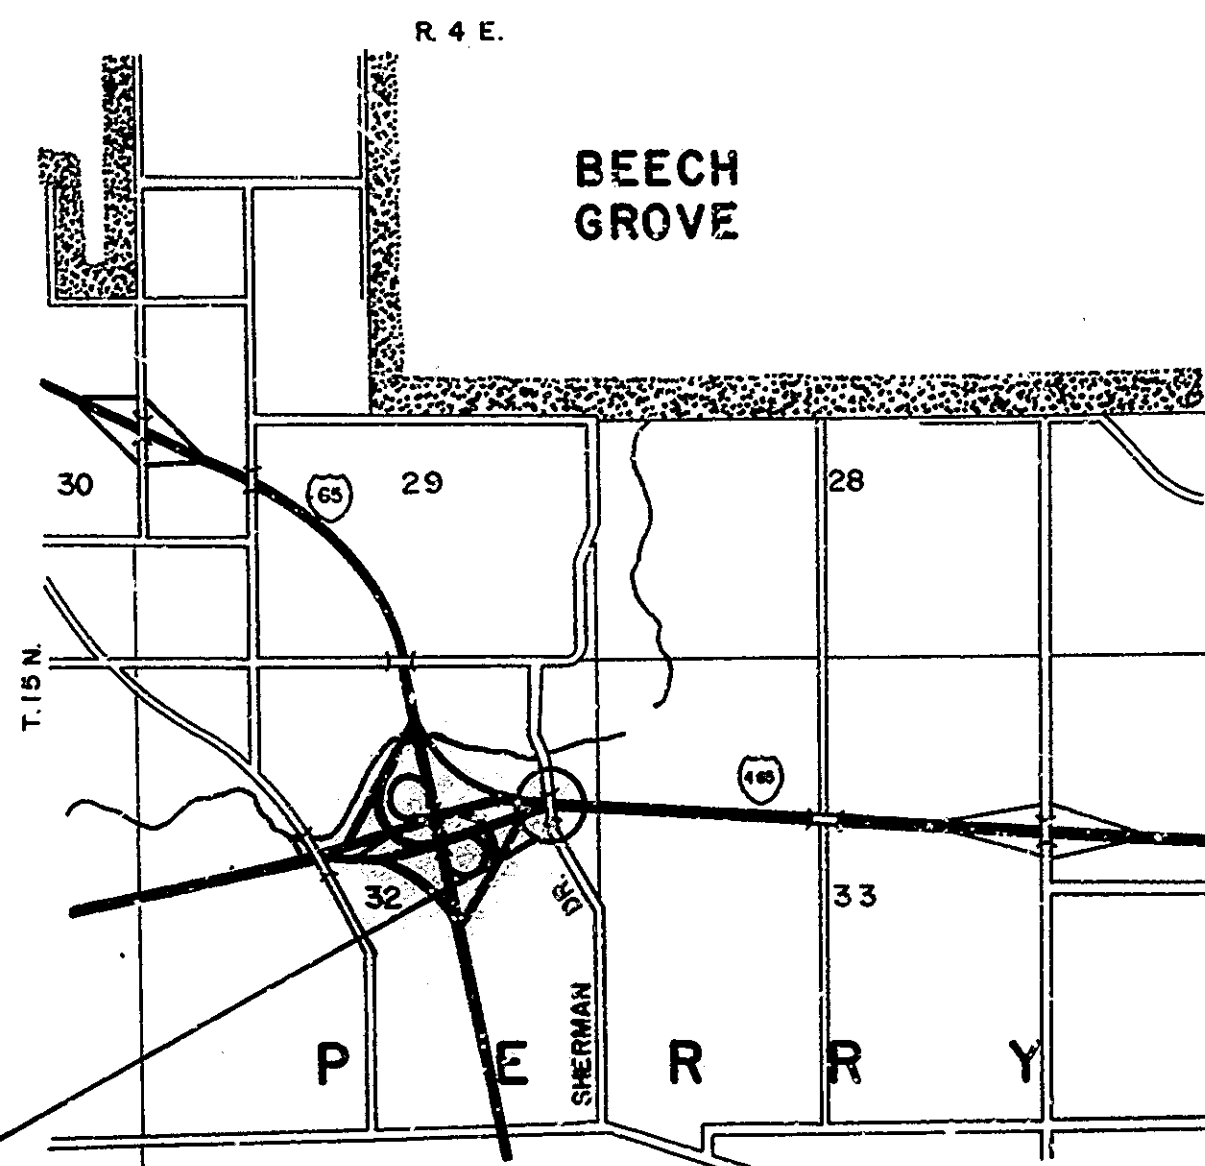 R. 4 E.
BEECH
GROVE
30
65
29
28
T. 15 N.
465
32
DR.
33
SHERMAN
P E R R Y